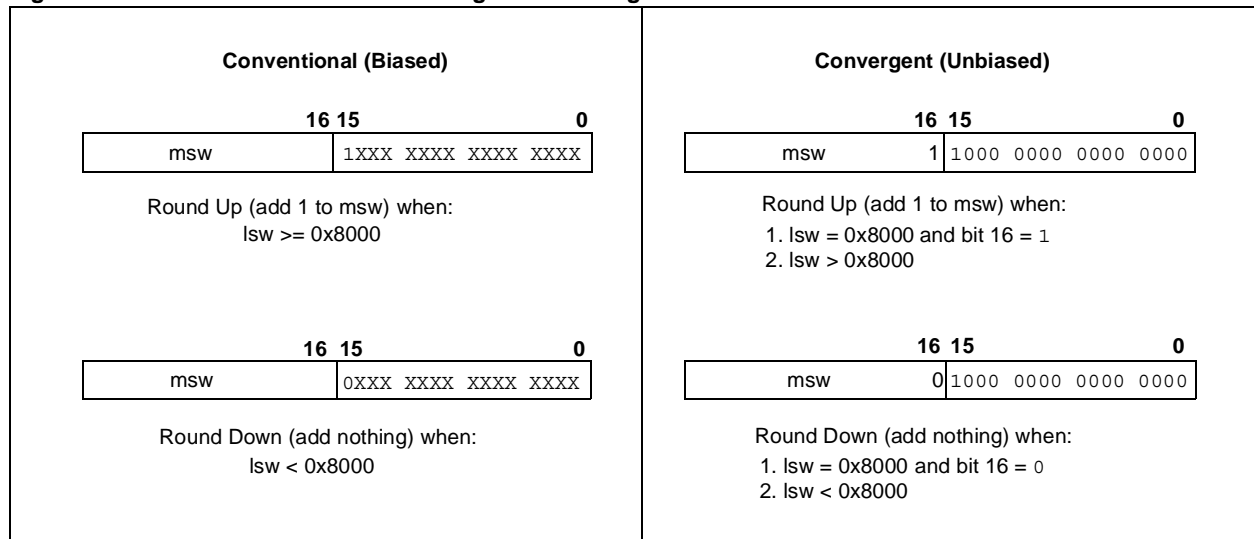 Conventional (Biased)
16 15 0
msw 1XXX XXXX XXXX XXXX
Round Up (add 1 to msw) when:
lsw >= 0x8000
16 15 0
msw 0XXX XXXX XXXX XXXX
Round Down (add nothing) when:
lsw < 0x8000
Convergent (Unbiased)
16 15 0
msw 1 1000 0000 0000 0000
Round Up (add 1 to msw) when:
1. lsw = 0x8000 and bit 16 = 1
2. lsw > 0x8000
16 15 0
msw 0 1000 0000 0000 0000
Round Down (add nothing) when:
1. lsw = 0x8000 and bit 16 = 0
2. lsw < 0x8000